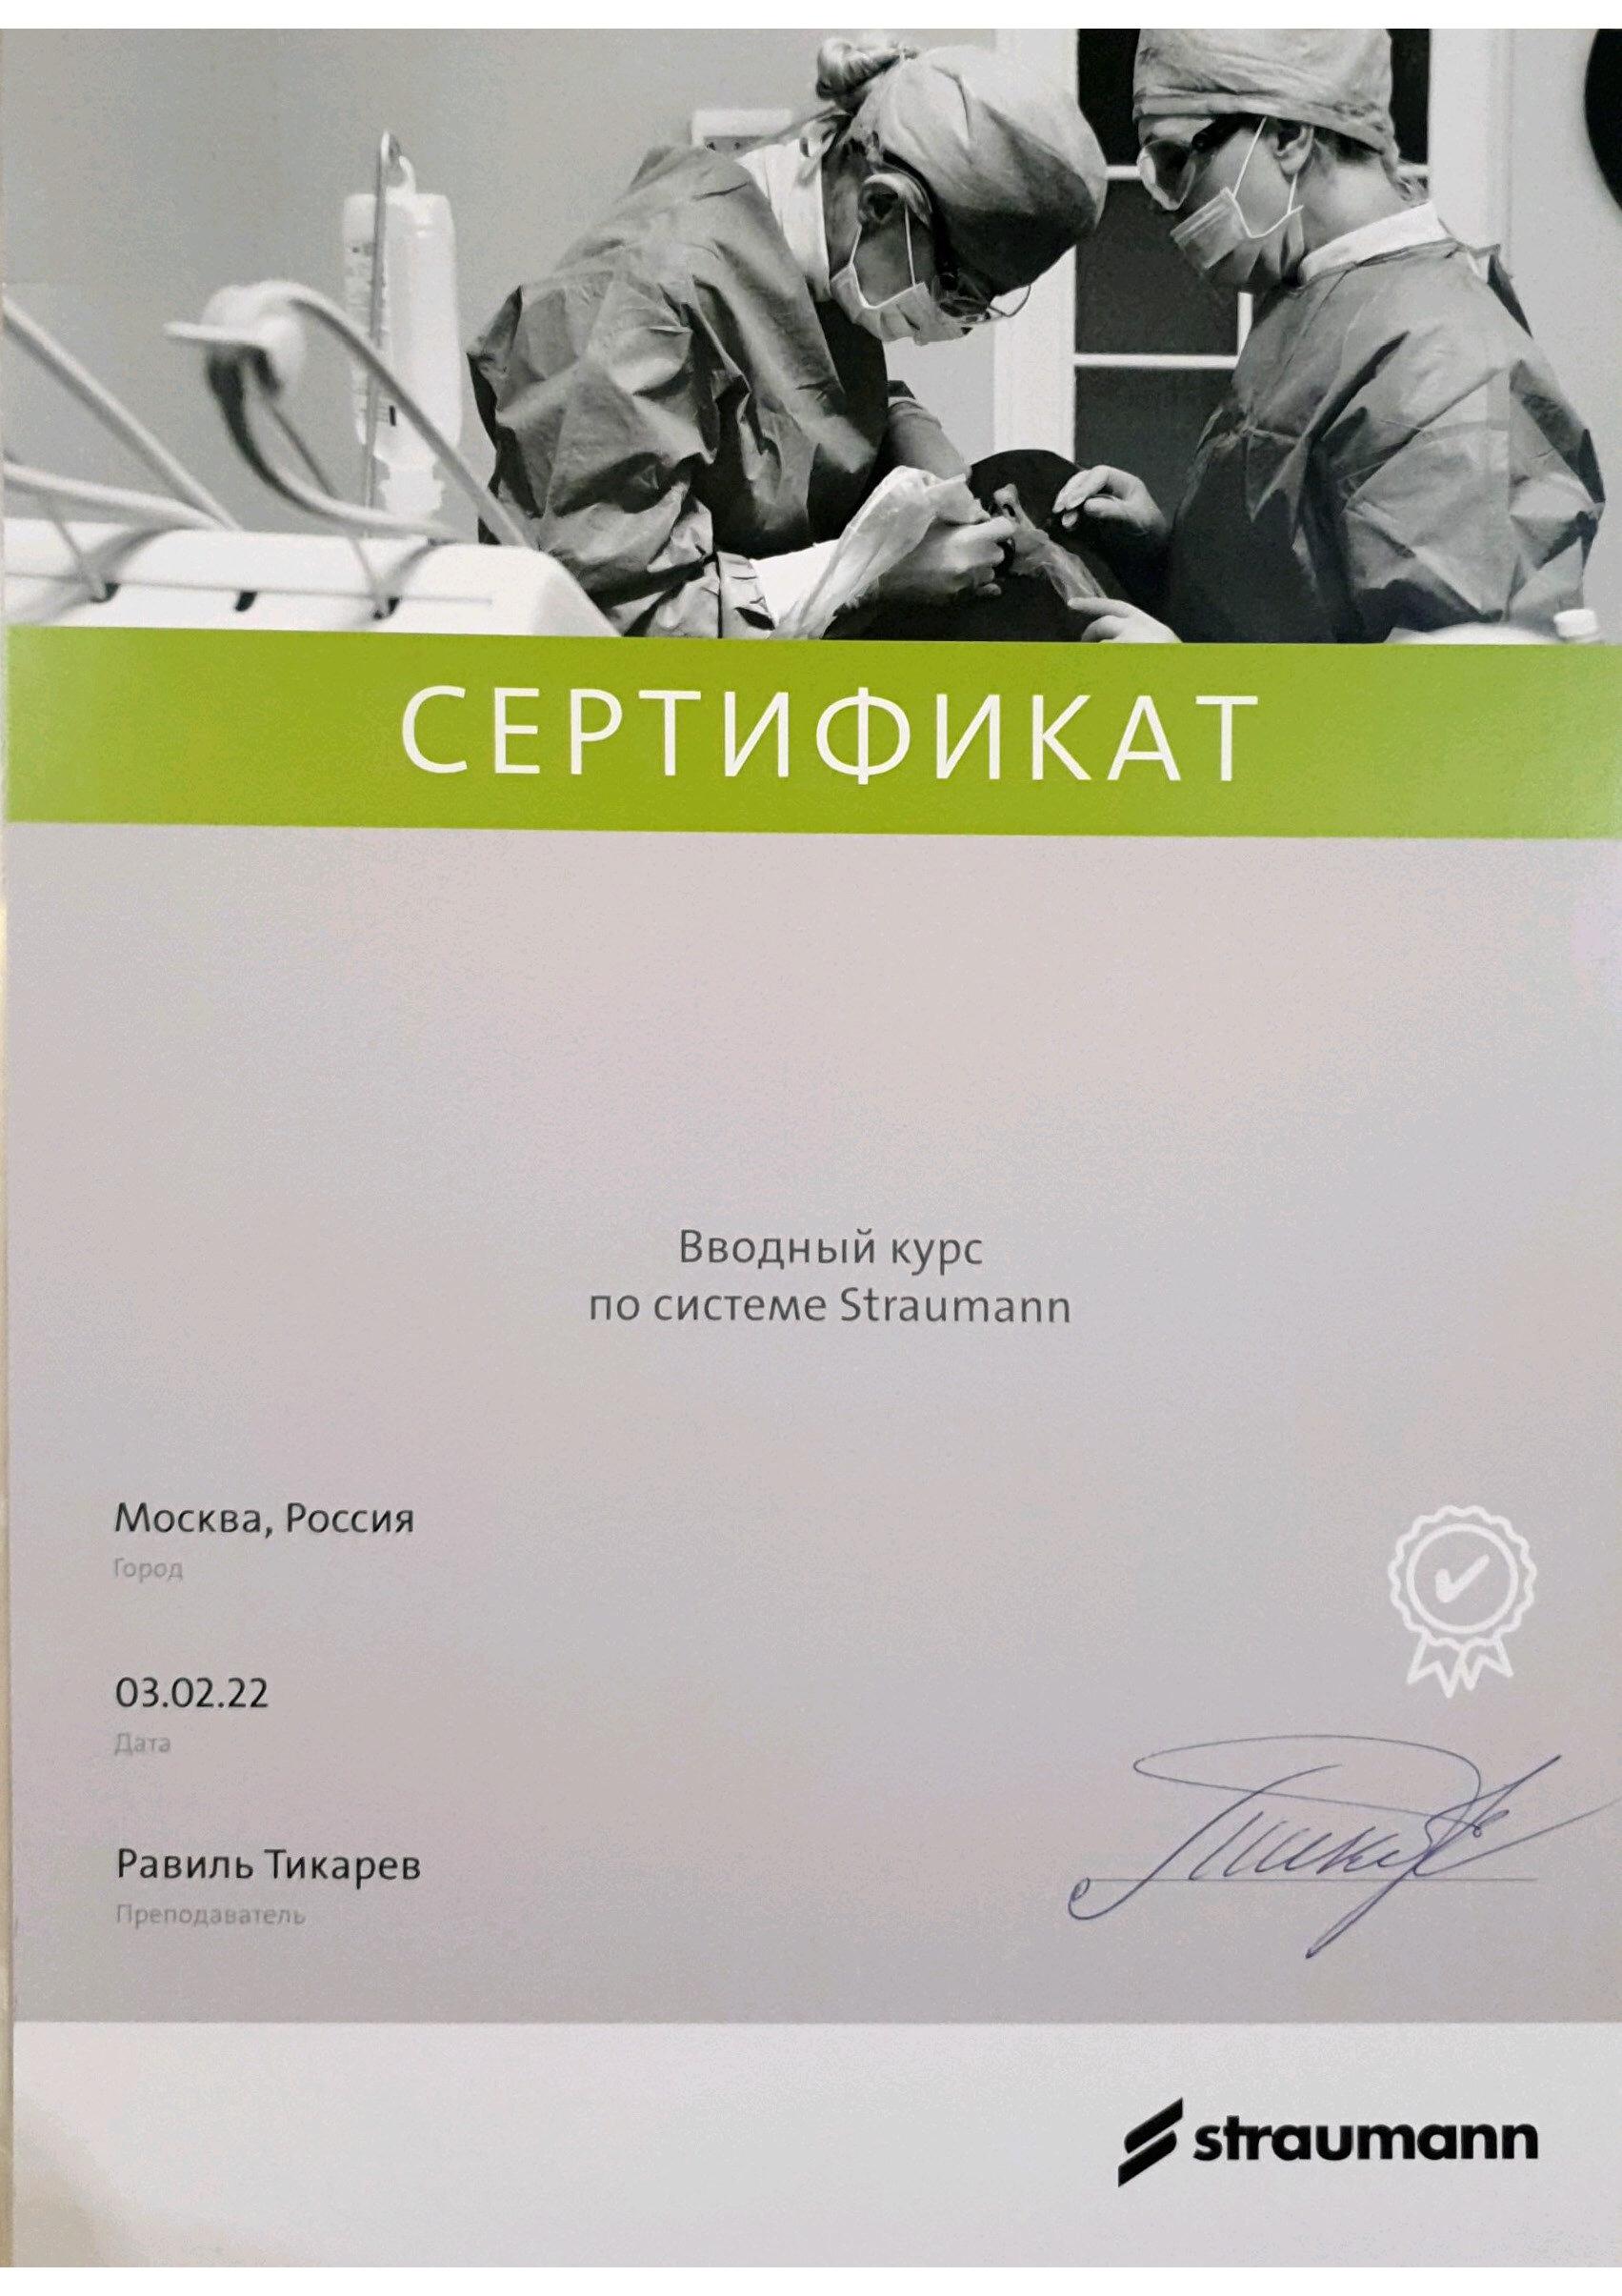 СЕРТИФИКАТ
Вводный курс
по системе Straumann
Москва, Россия
Город
03.02.22
Дата
Равиль Тикарев
Преподаватель
straumann